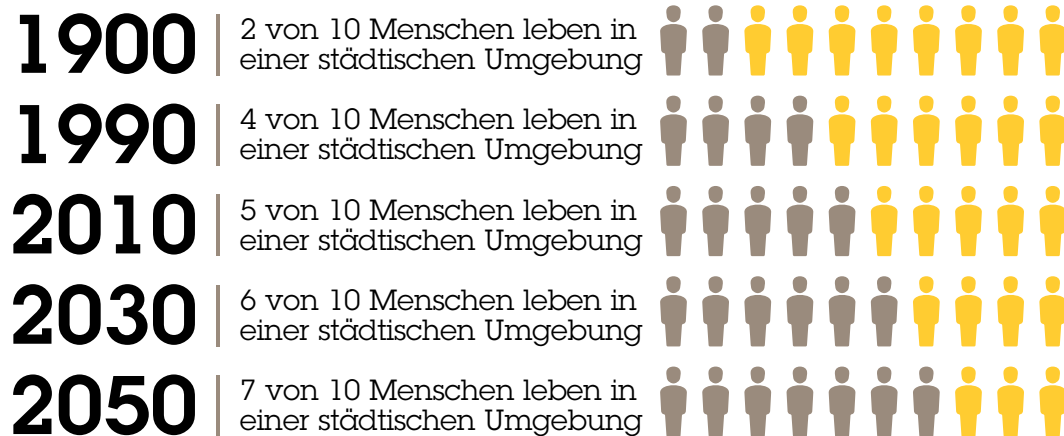 1900
2 von 10 Menschen leben in
einer städtischen Umgebung
1990
4 von 10 Menschen leben in
einer städtischen Umgebung
2010
5 von 10 Menschen leben in
einer städtischen Umgebung
2030
6 von 10 Menschen leben in
einer städtischen Umgebung
2050
7 von 10 Menschen leben in
einer städtischen Umgebung